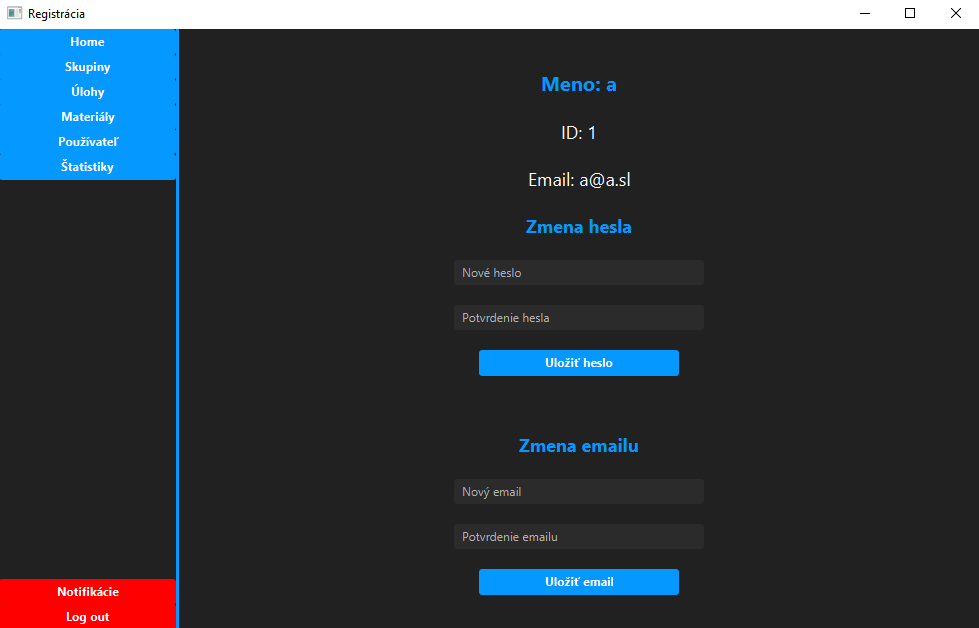 Registrácia
Home
Skupiny
Úlohy
Materiály
Používateľ
Štatistiky
Notifikácie
Log out
Meno: a
ID: 1
Email: a@a.sl
Zmena hesla
Nové heslo
Potvrdenie hesla
Uložiť heslo
Zmena emailu
Nový email
Potvrdenie emailu
Uložiť email